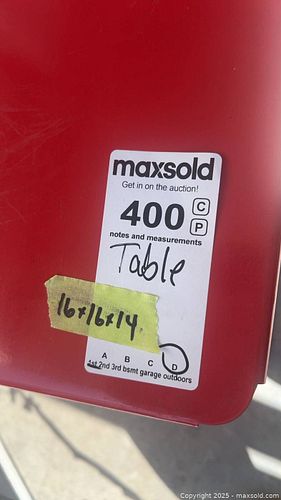 maxsold
Get in on the auction!
400 C
P
notes and measurements
Table
16x16x14
A B C D
1st 2nd 3rd bsmt garage outdoors
Copyright © 2025 - maxsold.com